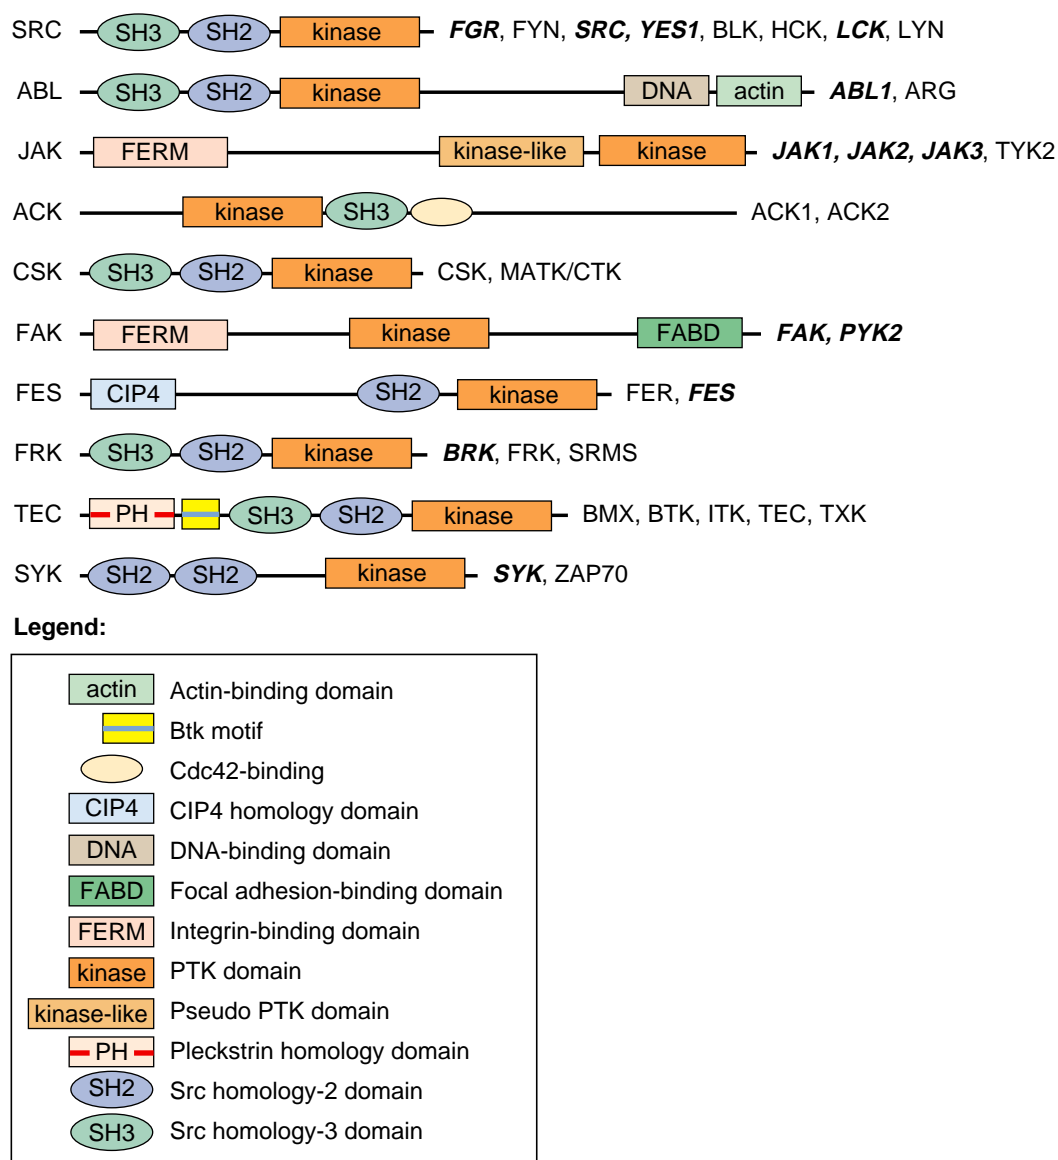 SRC SH3 SH2 kinase FGR, FYN, SRC, YES1, BLK, HCK, LCK, LYN
ABL SH3 SH2 kinase DNA actin ABL1, ARG
JAK FERM kinase-like kinase JAK1, JAK2, JAK3, TYK2
ACK kinase SH3 ACK1, ACK2
CSK SH3 SH2 kinase CSK, MATK/CTK
FAK FERM kinase FABD FAK, PYK2
FES CIP4 SH2 kinase FER, FES
FRK SH3 SH2 kinase BRK, FRK, SRMS
TEC PH SH3 SH2 kinase BMX, BTK, ITK, TEC, TXK
SYK SH2 SH2 kinase SYK, ZAP70
Legend:
actin Actin-binding domain
Btk motif
Cdc42-binding
CIP4 CIP4 homology domain
DNA DNA-binding domain
FABD Focal adhesion-binding domain
FERM Integrin-binding domain
kinase PTK domain
kinase-like Pseudo PTK domain
PH Pleckstrin homology domain
SH2 Src homology-2 domain
SH3 Src homology-3 domain